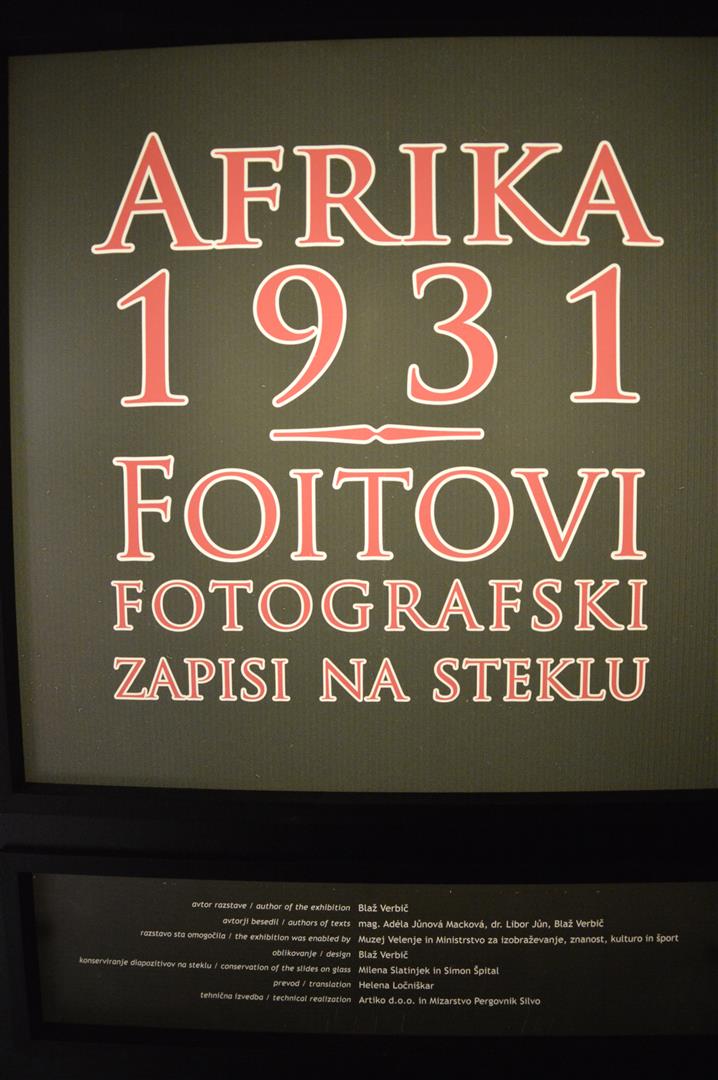 AFRIKA
1931
FOITOVI
FOTOGRAFSKI
ZAPISI NA STEKLU
avtor razstave / author of the exhibition Blaž Verbič
avtorji besedil / authors of texts mag. Adéla Jůnová Macková, dr. Libor Jůn, Blaž Verbič
razstavo sta omogočila / the exhibition was enabled by Muzej Velenje in Ministrstvo za izobraževanje, znanost, kulturo in šport
oblikovanje / design Blaž Verbič
konserviranje diapozitivov na steklu / conservation of the slides on glass Milena Slatinjek in Simon Špital
prevod / translation Helena Ločniškar
tehnična izvedba / technical realization Artiko d.o.o. in Mizarstvo Pergovnik Silvo